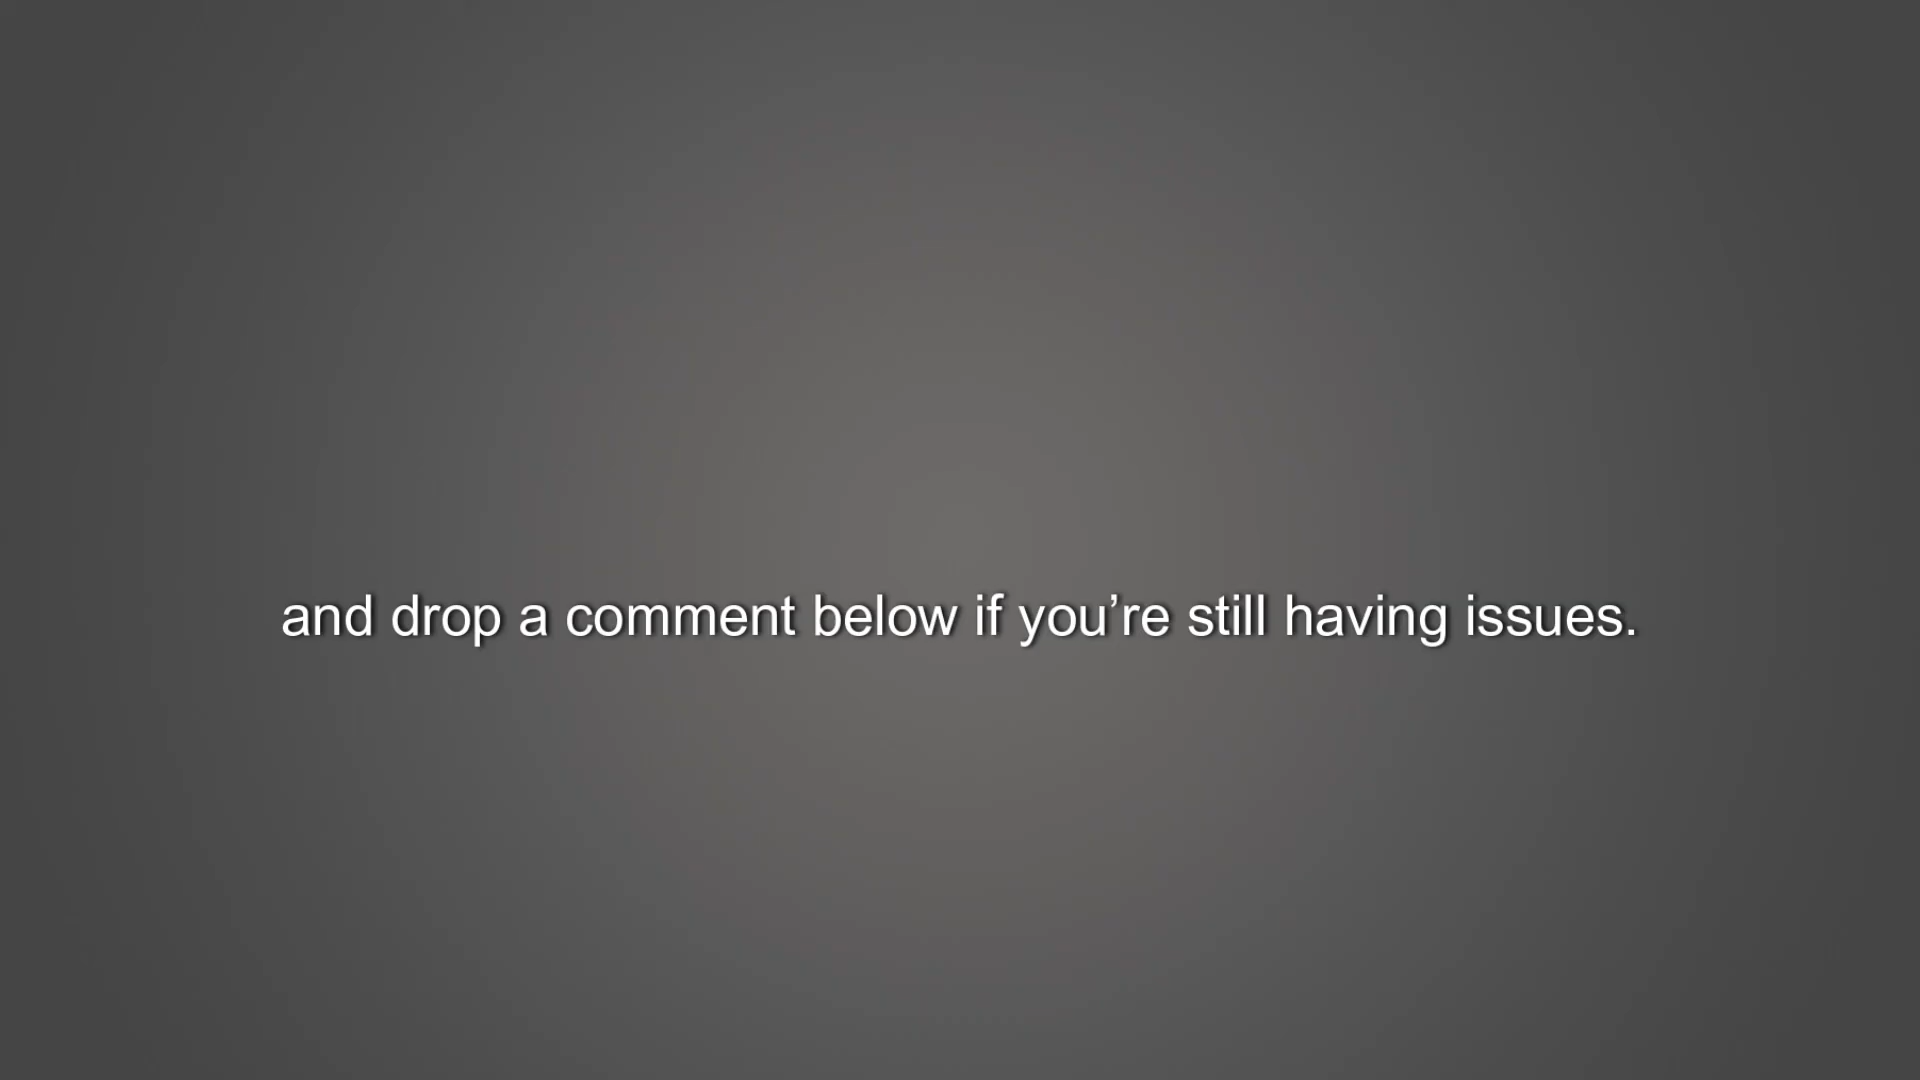 and drop a comment below if you’re still having issues.